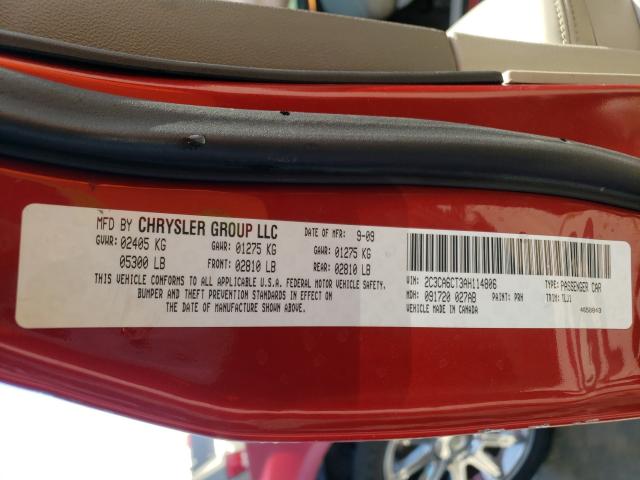 MFD BY CHRYSLER GROUP LLC DATE OF MFR: 9-09
GVWR: 02405 KG GAWR: 01275 KG GAWR: 01275 KG
05300 LB FRONT: 02810 LB REAR: 02810 LB
THIS VEHICLE CONFORMS TO ALL APPLICABLE U.S.A. FEDERAL MOTOR VEHICLE SAFETY,
BUMPER AND THEFT PREVENTION STANDARDS IN EFFECT ON THE
DATE OF MANUFACTURE SHOWN ABOVE.
VIN: 2C3CA6CT3AH114806 TYPE: PASSENGER CAR
MDH: 091720 027AB PAINT: PRH TRIM: TLJ1
VEHICLE MADE IN CANADA